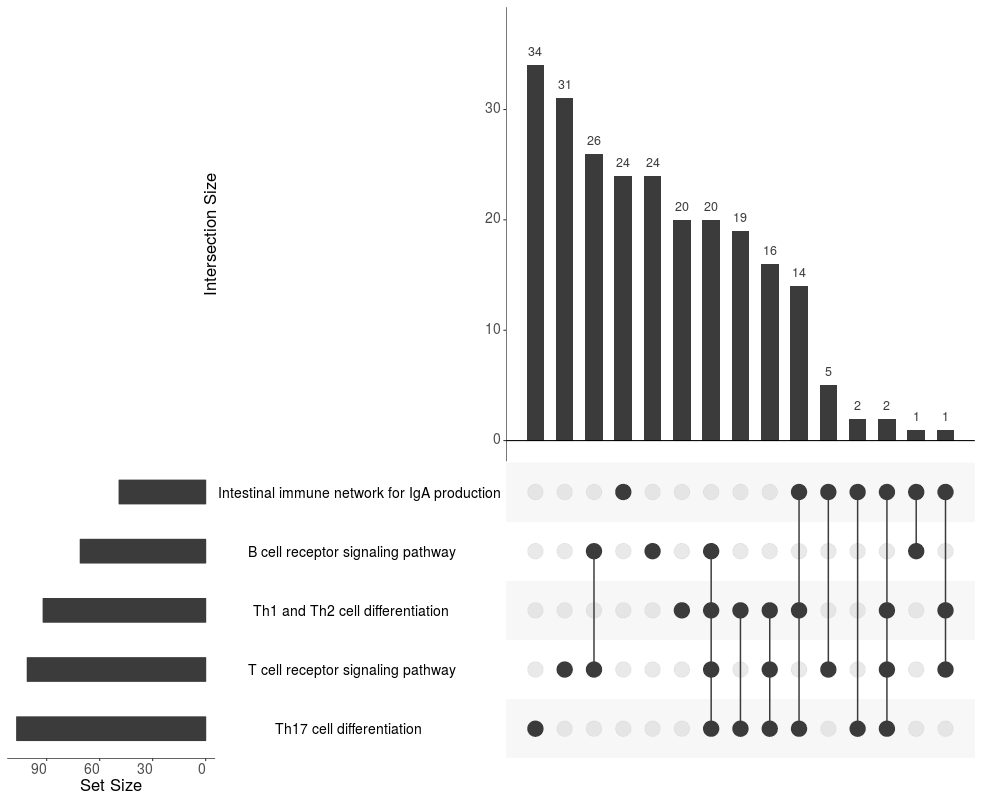 34
31
26
24
24
20
20
19
16
14
5
2
2
1
1
30
20
10
0
Intersection Size
Intestinal immune network for IgA production
B cell receptor signaling pathway
Th1 and Th2 cell differentiation
T cell receptor signaling pathway
Th17 cell differentiation
90 60 30 0
Set Size